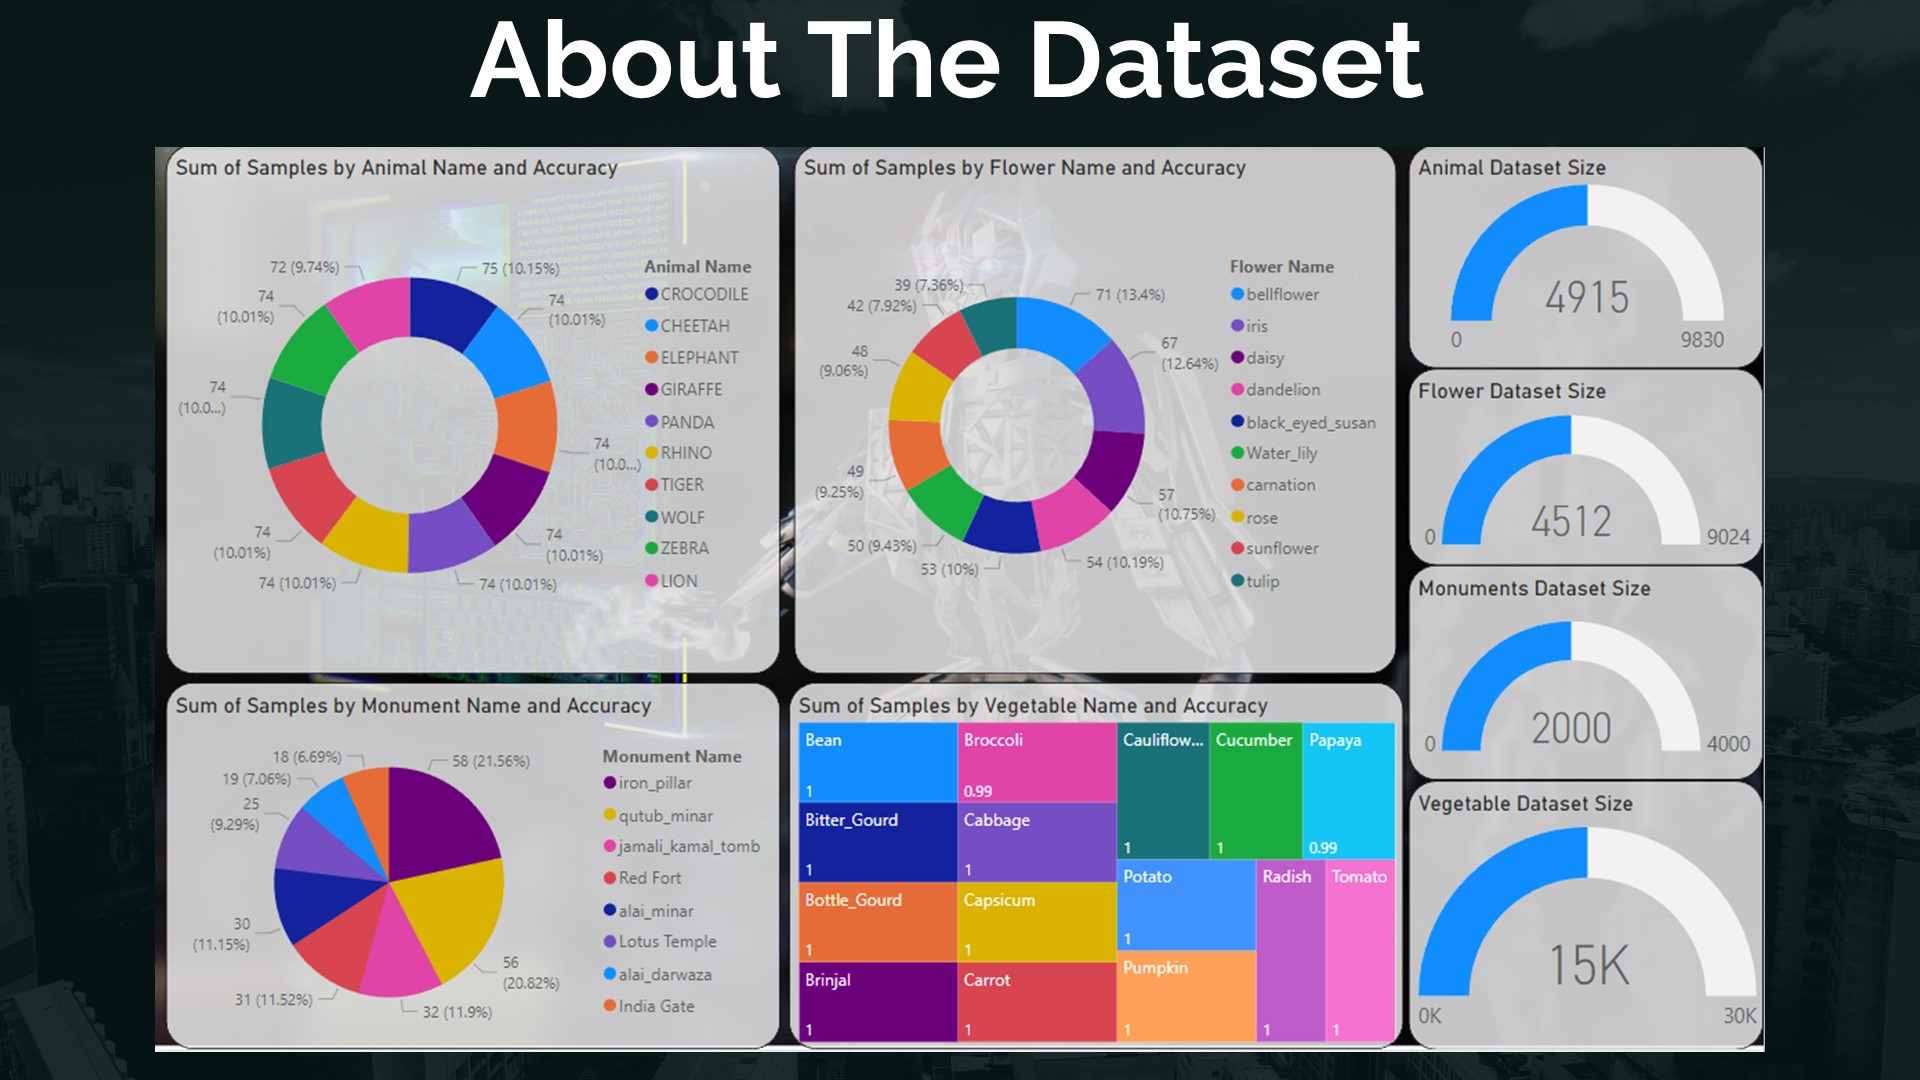 About The Dataset
Sum of Samples by Animal Name and Accuracy
72 (9.74%)
75 (10.15%)
74
(10.01%)
74
(10.01%)
74
(10.0...)
74
(10.0...)
74
(10.01%)
74
(10.01%)
74 (10.01%)
74 (10.01%)
Animal Name
CROCODILE
CHEETAH
ELEPHANT
GIRAFFE
PANDA
RHINO
TIGER
WOLF
ZEBRA
LION
Sum of Samples by Flower Name and Accuracy
39 (7.36%)
71 (13.4%)
42 (7.92%)
67
(12.64%)
48
(9.06%)
49
(9.25%)
57
(10.75%)
50 (9.43%)
53 (10%)
54 (10.19%)
Flower Name
bellflower
iris
daisy
dandelion
black_eyed_susan
Water_lily
carnation
rose
sunflower
tulip
Animal Dataset Size
4915
0
9830
Flower Dataset Size
4512
0
9024
Monuments Dataset Size
2000
0
4000
Vegetable Dataset Size
15K
0K
30K
Sum of Samples by Monument Name and Accuracy
18 (6.69%)
58 (21.56%)
19 (7.06%)
25
(9.29%)
30
(11.15%)
56
(20.82%)
31 (11.52%)
32 (11.9%)
Monument Name
iron_pillar
qutub_minar
jamali_kamal_tomb
Red Fort
alai_minar
Lotus Temple
alai_darwaza
India Gate
Sum of Samples by Vegetable Name and Accuracy
Bean
1
Bitter_Gourd
1
Bottle_Gourd
1
Brinjal
1
Broccoli
0.99
Cabbage
1
Capsicum
1
Carrot
1
Cauliflow...
1
Cucumber
1
Papaya
0.99
Potato
1
Pumpkin
1
Radish
1
Tomato
1